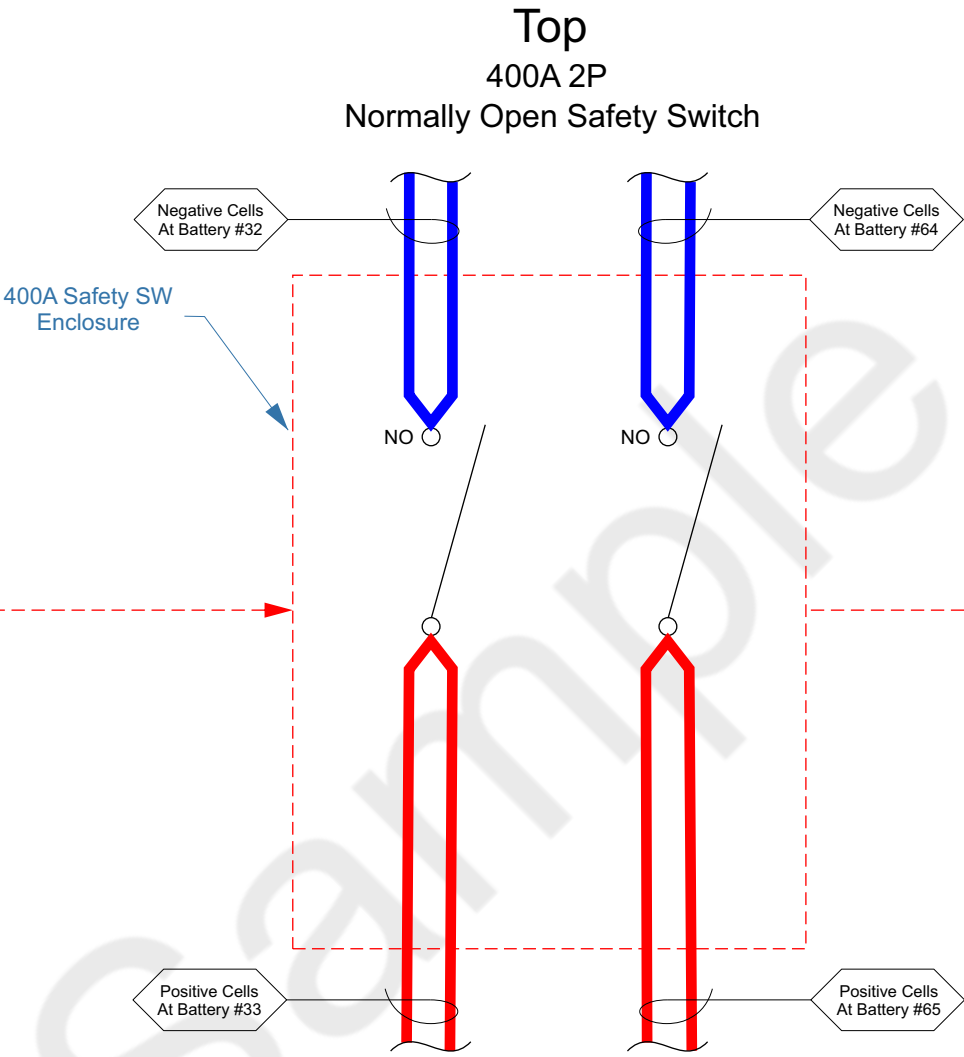 Top
400A 2P
Normally Open Safety Switch
Negative Cells
At Battery #32
Negative Cells
At Battery #64
400A Safety SW
Enclosure
NO
NO
Positive Cells
At Battery #33
Positive Cells
At Battery #65
Sample